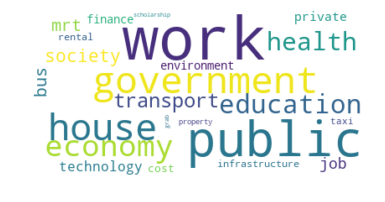 scholarship
finance
private
mrt
work
health
society
environment
bus
government
transport
education
house
grab
property
taxi
public
economy
technology
cost
infrastructure
job
rental